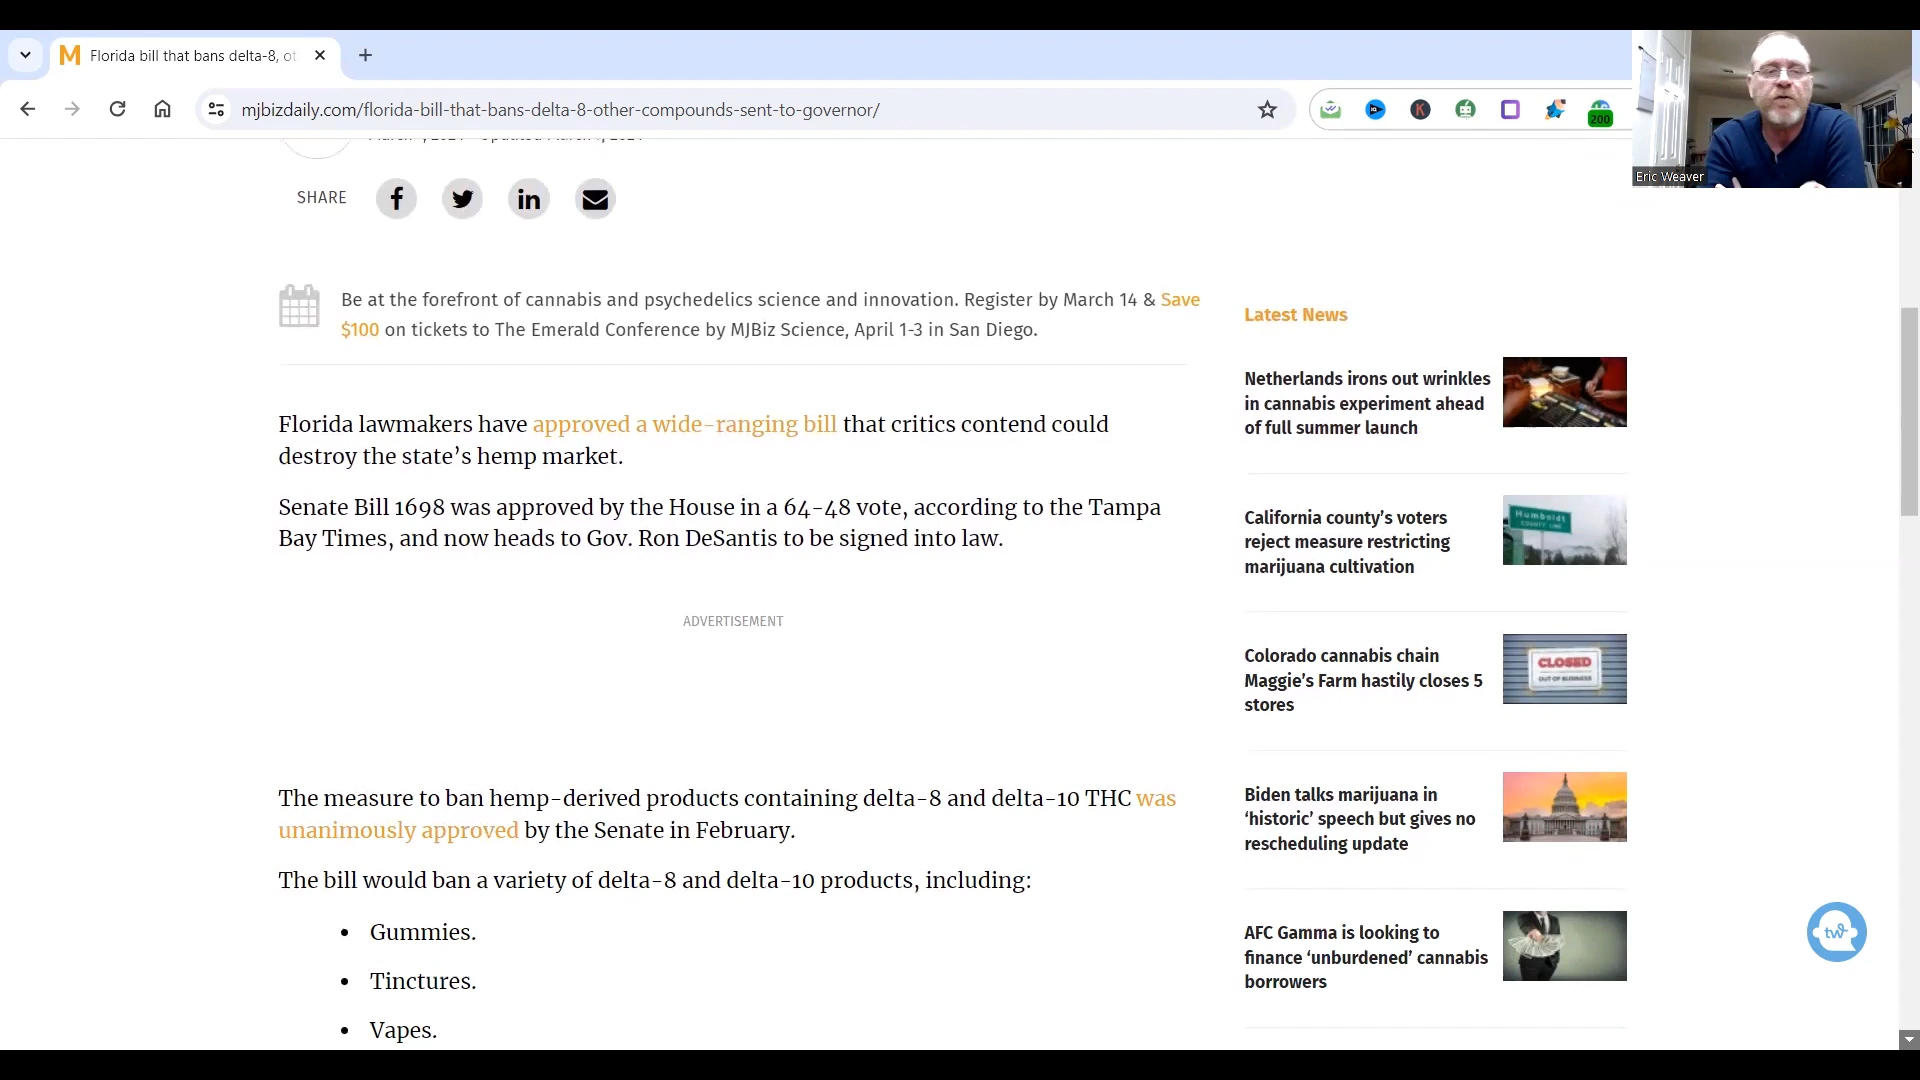 Florida bill that bans delta-8, ot
mjbizdaily.com/florida-bill-that-bans-delta-8-other-compounds-sent-to-governor/
200
Eric Weaver
SHARE
Be at the forefront of cannabis and psychedelics science and innovation. Register by March 14 & Save
$100 on tickets to The Emerald Conference by MJBiz Science, April 1-3 in San Diego.
Florida lawmakers have approved a wide-ranging bill that critics contend could
destroy the state’s hemp market.
Senate Bill 1698 was approved by the House in a 64-48 vote, according to the Tampa
Bay Times, and now heads to Gov. Ron DeSantis to be signed into law.
ADVERTISEMENT
The measure to ban hemp-derived products containing delta-8 and delta-10 THC was
unanimously approved by the Senate in February.
The bill would ban a variety of delta-8 and delta-10 products, including:
• Gummies.
• Tinctures.
• Vapes.
Latest News
Netherlands irons out wrinkles
in cannabis experiment ahead
of full summer launch
California county’s voters
reject measure restricting
marijuana cultivation
Humboldt
COUNTY LINE
Colorado cannabis chain
Maggie’s Farm hastily closes 5
stores
CLOSED
OUT OF BUSINESS
Biden talks marijuana in
‘historic’ speech but gives no
rescheduling update
AFC Gamma is looking to
finance ‘unburdened’ cannabis
borrowers
tw